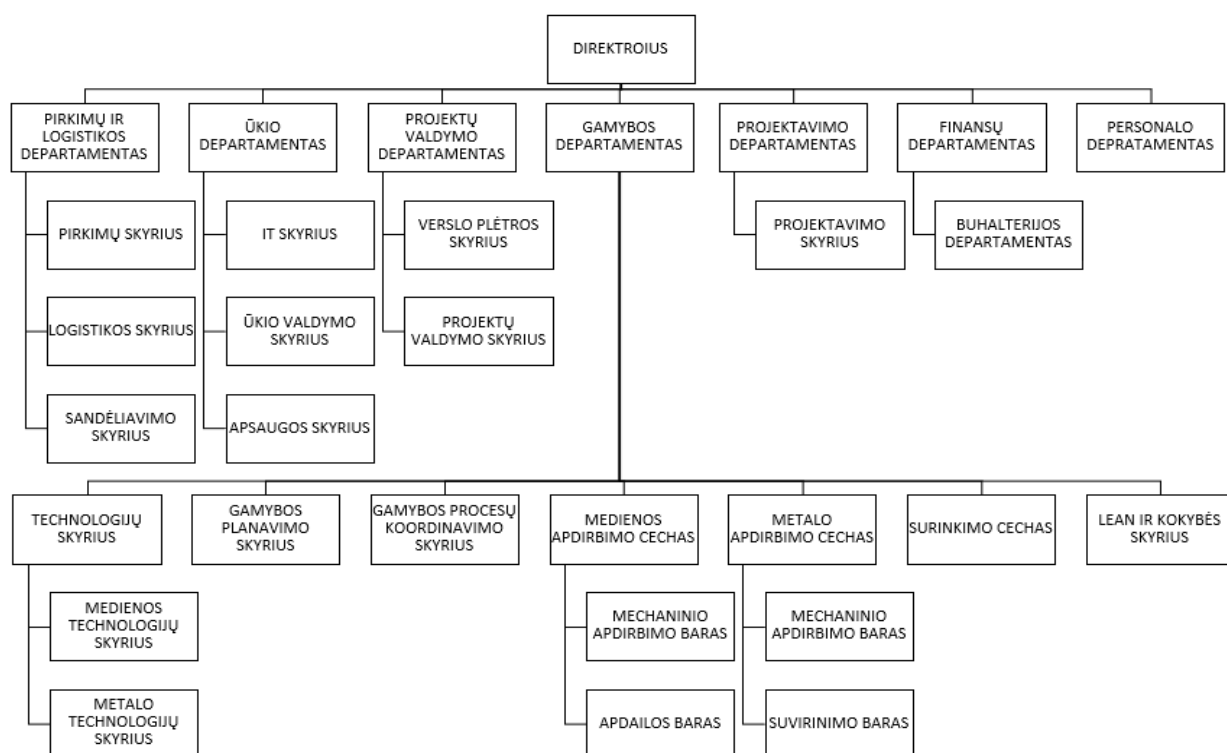 DIREKTROIUS
PIRKIMŲ IR
LOGISTIKOS
DEPARTAMENTAS
ŪKIO
DEPARTAMENTAS
PROJEKTŲ
VALDYMO
DEPARTAMENTAS
GAMYBOS
DEPARTAMENTAS
PROJEKTAVIMO
DEPARTAMENTAS
FINANSŲ
DEPARTAMENTAS
PERSONALO
DEPRATAMENTAS
PIRKIMŲ SKYRIUS
IT SKYRIUS
VERSLO PLĖTROS
SKYRIUS
PROJEKTAVIMO
SKYRIUS
BUHALTERIJOS
DEPARTAMENTAS
LOGISTIKOS SKYRIUS
ŪKIO VALDYMO
SKYRIUS
PROJEKTŲ
VALDYMO SKYRIUS
SANDĖLIAVIMO
SKYRIUS
APSAUGOS SKYRIUS
TECHNOLOGIJŲ
SKYRIUS
GAMYBOS
PLANAVIMO
SKYRIUS
GAMYBOS PROCESŲ
KOORDINAVIMO
SKYRIUS
MEDIENOS
APDIRBIMO CECHAS
METALO
APDIRBIMO CECHAS
SURINKIMO CECHAS
LEAN IR KOKYBĖS
SKYRIUS
MEDIENOS
TECHNOLOGIJŲ
SKYRIUS
MECHANINIO
APDIRBIMO BARAS
MECHANINIO
APDIRBIMO BARAS
METALO
TECHNOLOGIJŲ
SKYRIUS
APDAILOS BARAS
SUVIRINIMO BARAS